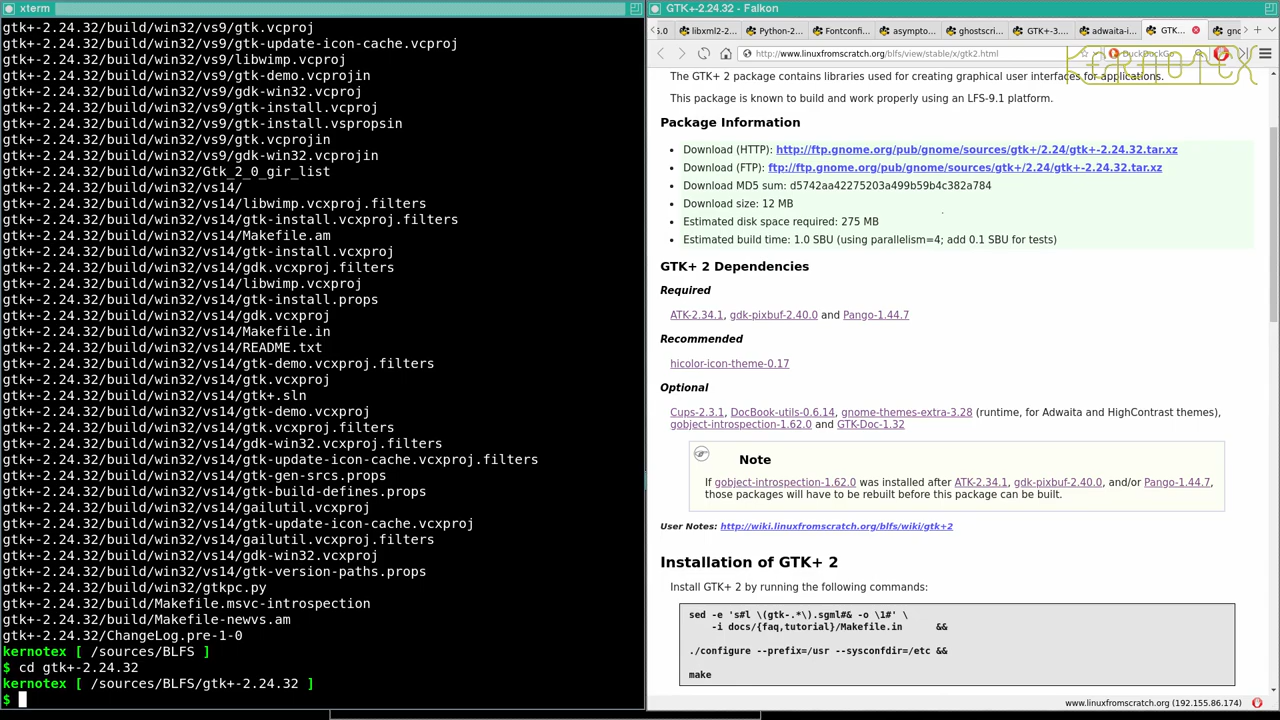 xterm
gtk+-2.24.32/build/win32/vs9/gtk.vcproj
gtk+-2.24.32/build/win32/vs9/gtk-update-icon-cache.vcproj
gtk+-2.24.32/build/win32/vs9/libwimp.vcproj
gtk+-2.24.32/build/win32/vs9/gtk-demo.vcprojin
gtk+-2.24.32/build/win32/vs9/gdk-win32.vcproj
gtk+-2.24.32/build/win32/vs9/gtk-install.vcproj
gtk+-2.24.32/build/win32/vs9/gtk-install.vspropsin
gtk+-2.24.32/build/win32/vs9/gtk.vcprojin
gtk+-2.24.32/build/win32/vs9/gdk-win32.vcprojin
gtk+-2.24.32/build/win32/Gtk_2_0_gir_list
gtk+-2.24.32/build/win32/vs14/
gtk+-2.24.32/build/win32/vs14/libwimp.vcxproj.filters
gtk+-2.24.32/build/win32/vs14/gtk-install.vcxproj.filters
gtk+-2.24.32/build/win32/vs14/Makefile.am
gtk+-2.24.32/build/win32/vs14/gtk-install.vcxproj
gtk+-2.24.32/build/win32/vs14/gdk.vcxproj.filters
gtk+-2.24.32/build/win32/vs14/libwimp.vcxproj
gtk+-2.24.32/build/win32/vs14/gtk-install.props
gtk+-2.24.32/build/win32/vs14/gdk.vcxproj
gtk+-2.24.32/build/win32/vs14/Makefile.in
gtk+-2.24.32/build/win32/vs14/README.txt
gtk+-2.24.32/build/win32/vs14/gtk-demo.vcxproj.filters
gtk+-2.24.32/build/win32/vs14/gtk.vcxproj
gtk+-2.24.32/build/win32/vs14/gtk+.sln
gtk+-2.24.32/build/win32/vs14/gtk-demo.vcxproj
gtk+-2.24.32/build/win32/vs14/gtk.vcxproj.filters
gtk+-2.24.32/build/win32/vs14/gdk-win32.vcxproj.filters
gtk+-2.24.32/build/win32/vs14/gtk-update-icon-cache.vcxproj.filters
gtk+-2.24.32/build/win32/vs14/gtk-gen-srcs.props
gtk+-2.24.32/build/win32/vs14/gtk-build-defines.props
gtk+-2.24.32/build/win32/vs14/gailutil.vcxproj
gtk+-2.24.32/build/win32/vs14/gtk-update-icon-cache.vcxproj
gtk+-2.24.32/build/win32/vs14/gailutil.vcxproj.filters
gtk+-2.24.32/build/win32/vs14/gdk-win32.vcxproj
gtk+-2.24.32/build/win32/vs14/gtk-version-paths.props
gtk+-2.24.32/build/win32/gtkpc.py
gtk+-2.24.32/build/Makefile.msvc-introspection
gtk+-2.24.32/build/Makefile-newvs.am
gtk+-2.24.32/ChangeLog.pre-1-0
kernotex [ /sources/BLFS ]
$ cd gtk+-2.24.32
kernotex [ /sources/BLFS/gtk+-2.24.32 ]
$
GTK+-2.24.32 - Falkon
5.0 libxml2-2... Python-2... Fontconfi... asympto... ghostscri... GTK+-3.... adwaita-i... GTK... gno
http://www.linuxfromscratch.org/blfs/view/stable/x/gtk2.html DuckDuckGo
KERNOTEX
The GTK+ 2 package contains libraries used for creating graphical user interfaces for applications.
This package is known to build and work properly using an LFS-9.1 platform.
Package Information
Download (HTTP): http://ftp.gnome.org/pub/gnome/sources/gtk+/2.24/gtk+-2.24.32.tar.xz
Download (FTP): ftp://ftp.gnome.org/pub/gnome/sources/gtk+/2.24/gtk+-2.24.32.tar.xz
Download MD5 sum: d5742aa42275203a499b59b4c382a784
Download size: 12 MB
Estimated disk space required: 275 MB
Estimated build time: 1.0 SBU (using parallelism=4; add 0.1 SBU for tests)
GTK+ 2 Dependencies
Required
ATK-2.34.1, gdk-pixbuf-2.40.0 and Pango-1.44.7
Recommended
hicolor-icon-theme-0.17
Optional
Cups-2.3.1, DocBook-utils-0.6.14, gnome-themes-extra-3.28 (runtime, for Adwaita and HighContrast themes),
gobject-introspection-1.62.0 and GTK-Doc-1.32
Note
If gobject-introspection-1.62.0 was installed after ATK-2.34.1, gdk-pixbuf-2.40.0, and/or Pango-1.44.7,
those packages will have to be rebuilt before this package can be built.
User Notes: http://wiki.linuxfromscratch.org/blfs/wiki/gtk+2
Installation of GTK+ 2
Install GTK+ 2 by running the following commands:
sed -e 's#l \(gtk-.*\).sgml#& -o \1#' \
-i docs/{faq,tutorial}/Makefile.in &&
./configure --prefix=/usr --sysconfdir=/etc &&
make
www.linuxfromscratch.org (192.155.86.174)